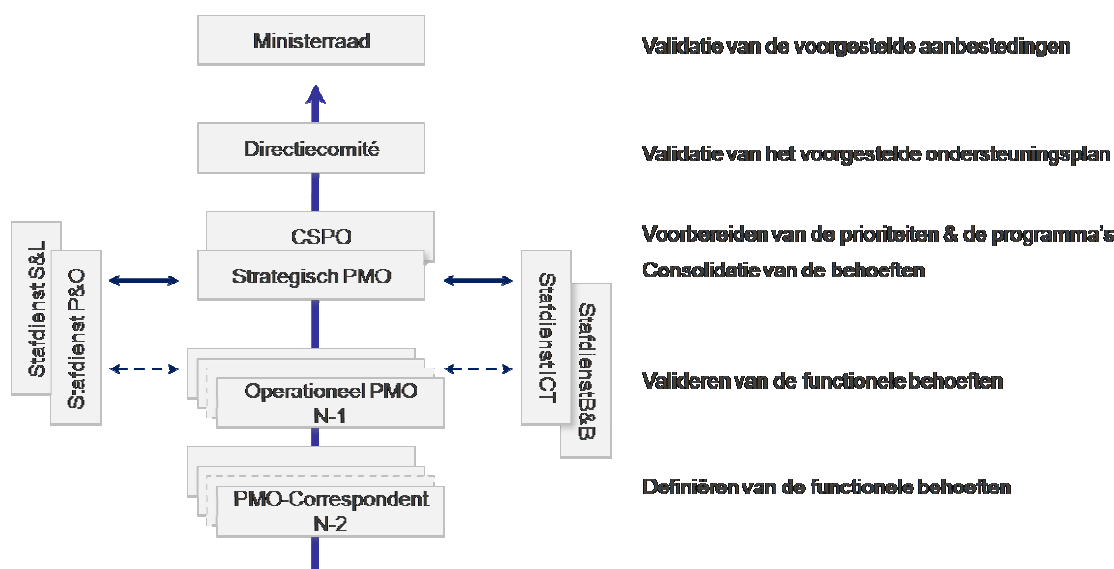 Ministerraad
Validatie van de voorgestelde aanbestedingen
Directiecomité
Validatie van het voorgestelde ondersteuningsplan
CSPO
Voorbereiden van de prioriteiten & de programma's
Strategisch PMO
Consolidatie van de behoeften
Stafdienst S&L
Stafdienst P&O
Stafdienst ICT
Stafdienst B&B
Operationeel PMO
N-1
Valideren van de functionele behoeften
PMO-Correspondent
N-2
Definiëren van de functionele behoeften